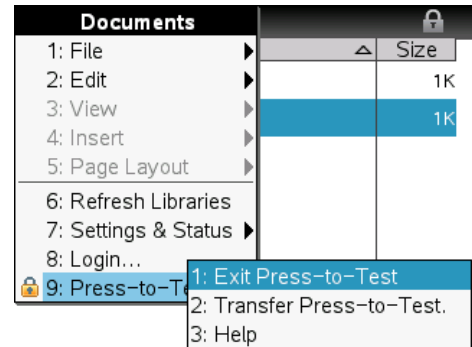 Documents
1: File
2: Edit
3: View
4: Insert
5: Page Layout
6: Refresh Libraries
7: Settings & Status
8: Login...
9: Press-to-Te
1: Exit Press-to-Test
2: Transfer Press-to-Test.
3: Help
Size
1K
1K